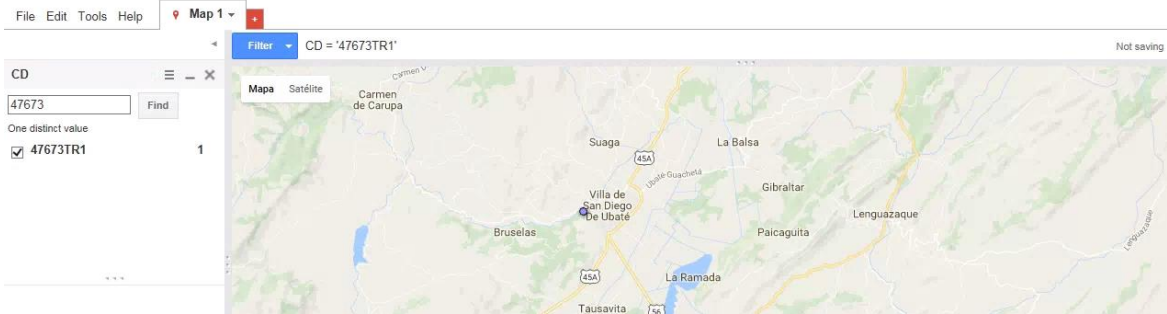 File Edit Tools Help
Map 1
+
Filter
CD = '47673TR1'
Not saving
CD
47673
Find
One distinct value
47673TR1 1
Mapa Satélite
Carmen
de Carupa
Suaga
La Balsa
45A
Ubaté Guachetá
Gibraltar
Villa de
San Diego
De Ubaté
Lenguazaque
Bruselas
Paicaguita
Lenguazaque
45A
La Ramada
Tausavita
56